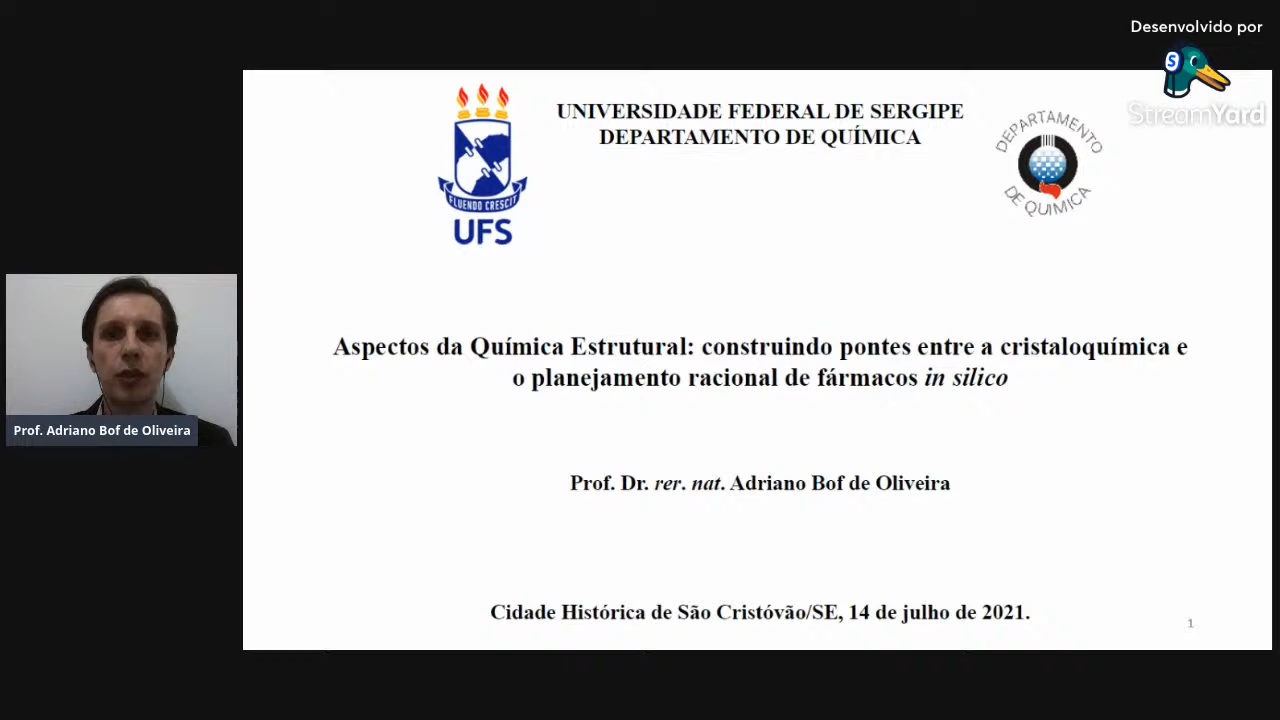 Desenvolvido por
S
StreamYard
UNIVERSIDADE FEDERAL DE SERGIPE
DEPARTAMENTO DE QUÍMICA
FLUENDO CRESCIT
UFS
DEPARTAMENTO
DE QUIMICA
Aspectos da Química Estrutural: construindo pontes entre a cristaloquímica e
o planejamento racional de fármacos in silico
Prof. Adriano Bof de Oliveira
Prof. Dr. rer. nat. Adriano Bof de Oliveira
Cidade Histórica de São Cristóvão/SE, 14 de julho de 2021.
1